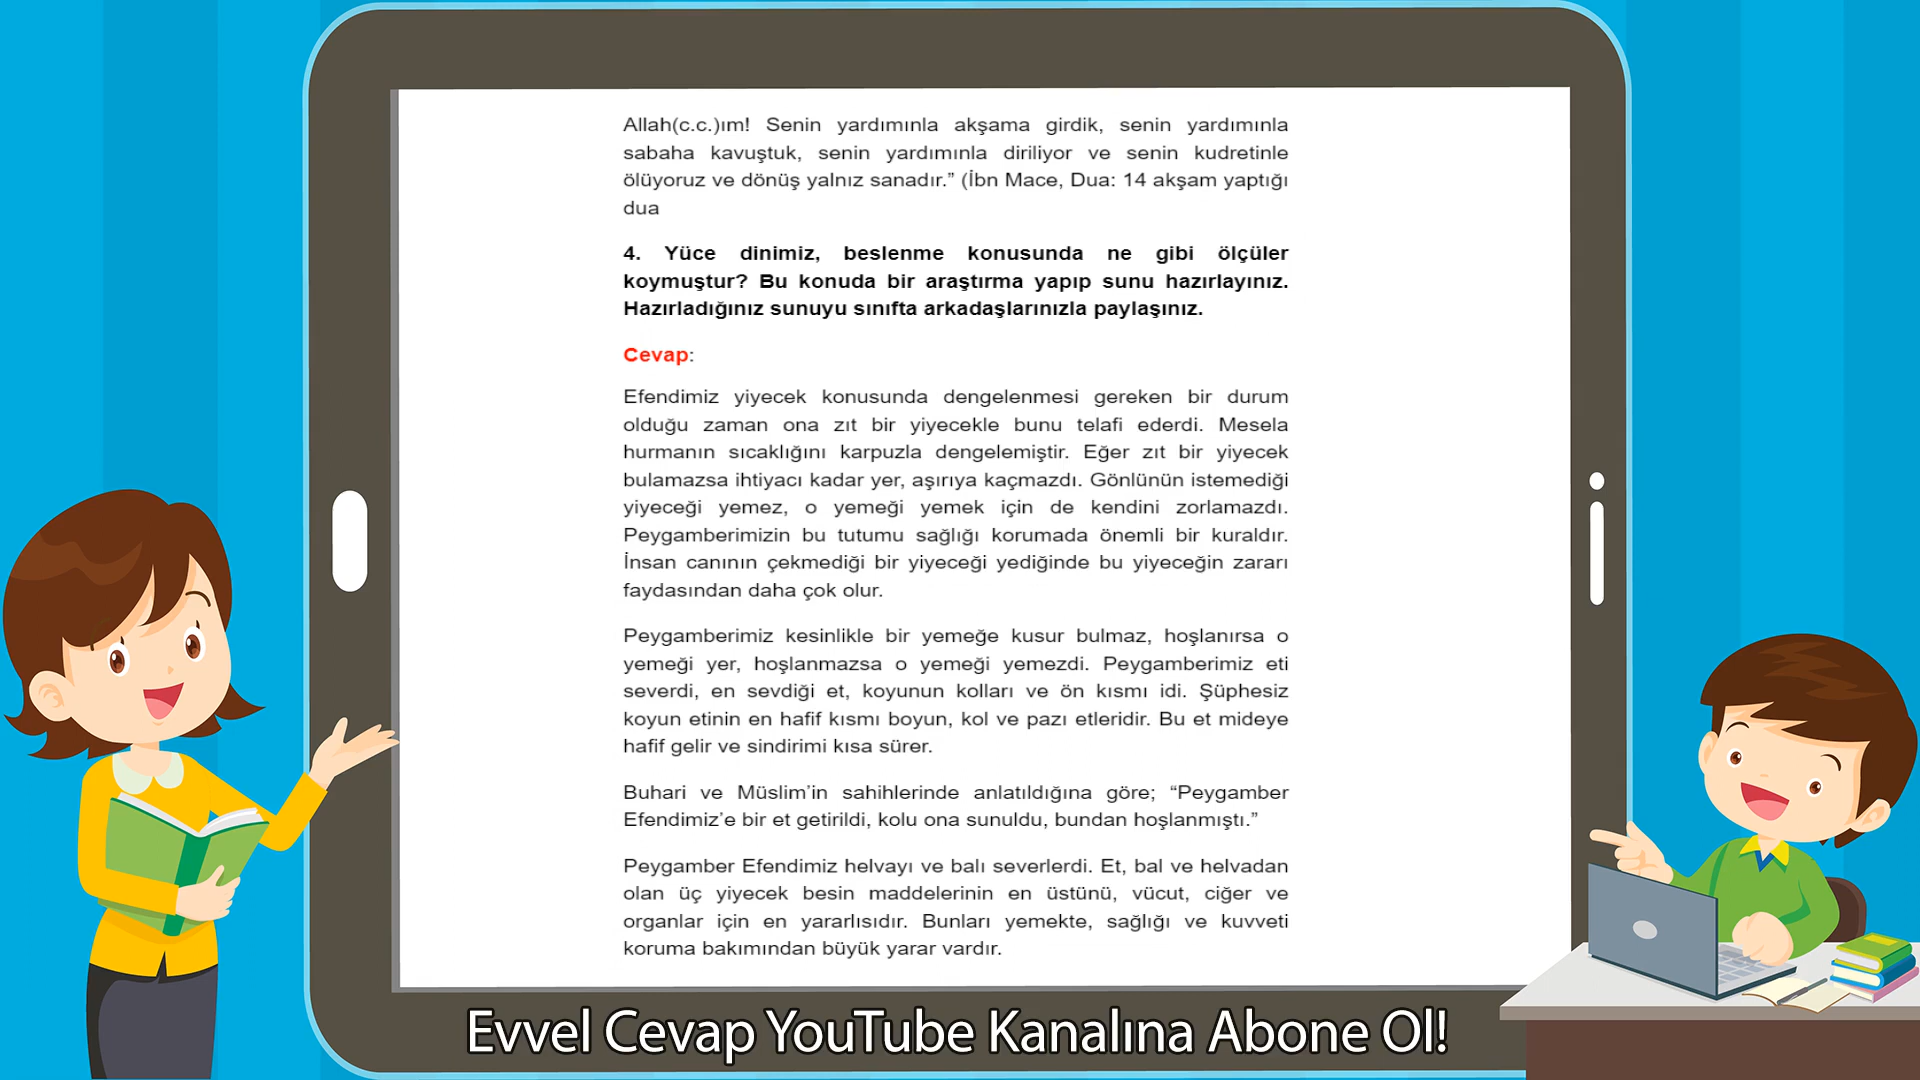 Allah(c.c.)ım! Senin yardımınla akşama girdik, senin yardımınla
sabaha kavuştuk, senin yardımınla diriliyor ve senin kudretinle
ölüyoruz ve dönüş yalnız sanadır.” (İbn Mace, Dua: 14 akşam yaptığı
dua
4. Yüce dinimiz, beslenme konusunda ne gibi ölçüler
koymuştur? Bu konuda bir araştırma yapıp sunu hazırlayınız.
Hazırladığınız sunuyu sınıfta arkadaşlarınızla paylaşınız.
Cevap:
Efendimiz yiyecek konusunda dengelenmesi gereken bir durum
olduğu zaman ona zıt bir yiyecekle bunu telafi ederdi. Mesela
hurmanın sıcaklığını karpuzla dengelemiştir. Eğer zıt bir yiyecek
bulamazsa ihtiyacı kadar yer, aşırıya kaçmazdı. Gönlünün istemediği
yiyeceği yemez, o yemeği yemek için de kendini zorlamazdı.
Peygamberimizin bu tutumu sağlığı korumada önemli bir kuraldır.
İnsan canının çekmediği bir yiyeceği yediğinde bu yiyeceğin zararı
faydasından daha çok olur.
Peygamberimiz kesinlikle bir yemeğe kusur bulmaz, hoşlanırsa o
yemeği yer, hoşlanmazsa o yemeği yemezdi. Peygamberimiz eti
severdi, en sevdiği et, koyunun kolları ve ön kısmı idi. Şüphesiz
koyun etinin en hafif kısmı boyun, kol ve pazı etleridir. Bu et mideye
hafif gelir ve sindirimi kısa sürer.
Buhari ve Müslim’in sahihlerinde anlatıldığına göre; “Peygamber
Efendimiz’e bir et getirildi, kolu ona sunuldu, bundan hoşlanmıştı.”
Peygamber Efendimiz helvayı ve balı severlerdi. Et, bal ve helvadan
olan üç yiyecek besin maddelerinin en üstünü, vücut, ciğer ve
organlar için en yararlısıdır. Bunları yemekte, sağlığı ve kuvveti
koruma bakımından büyük yarar vardır.
Evvel Cevap YouTube Kanalına Abone Ol!